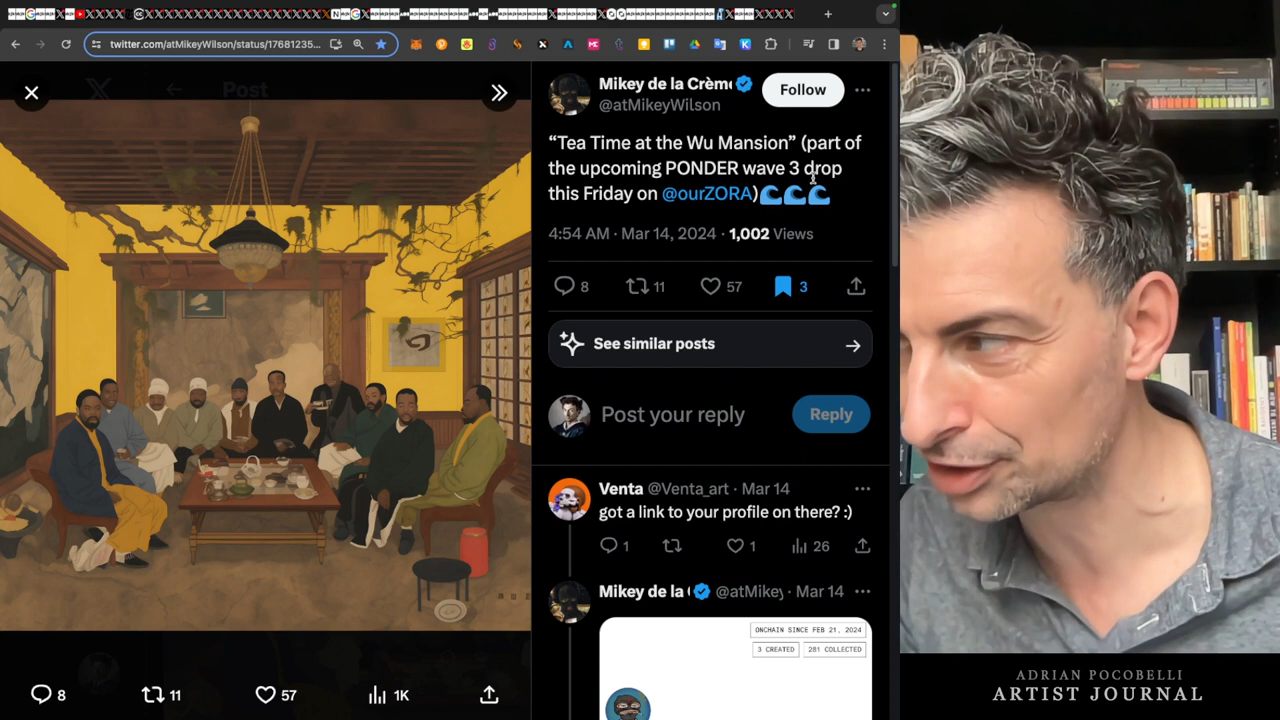 twitter.com/atMikeyWilson/status/17681235...
Post
Mikey de la Crème
Follow
@atMikeyWilson
“Tea Time at the Wu Mansion” (part of
the upcoming PONDER wave 3 drop
this Friday on @ourZORA)🌊🌊🌊
4:54 AM · Mar 14, 2024 · 1,002 Views
8 11 57 3
See similar posts
Post your reply
Reply
Venta @Venta_art · Mar 14
got a link to your profile on there? :)
1 1 26
Mikey de la @atMikey · Mar 14
ONCHAIN SINCE FEB 21, 2024
3 CREATED 281 COLLECTED
8 11 57 1K
ADRIAN POCOBELLI
ARTIST JOURNAL